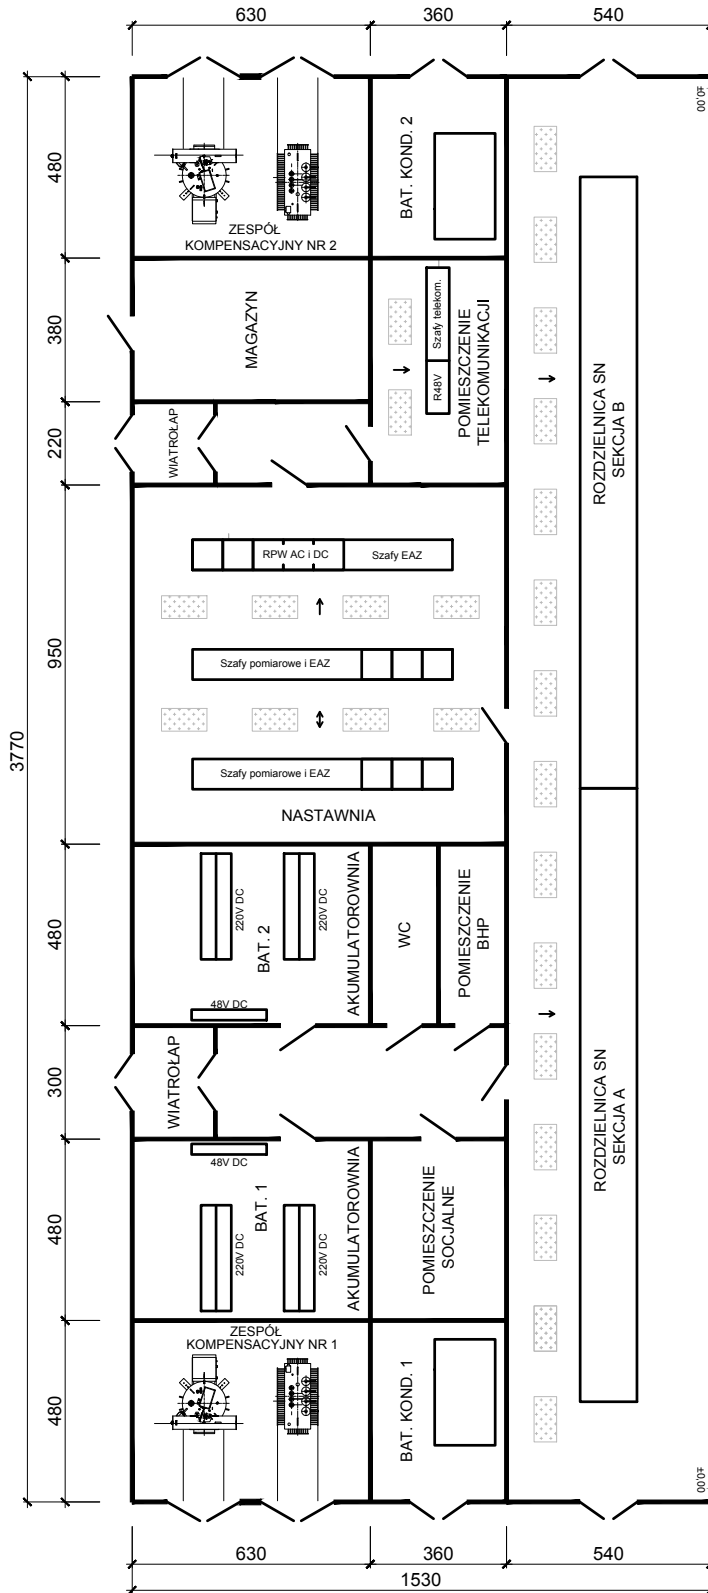 630
360
540
±0,00
480
BAT. KOND. 2
ZESPÓŁ
KOMPENSACYJNY NR 2
380
MAGAZYN
Szafy telekom.
R48V
POMIESZCZENIE
TELEKOMUNIKACJI
ROZDZIELNICA SN
SEKCJA B
220
WIATROŁAP
RPW AC i DC
Szafy EAZ
950
Szafy pomiarowe i EAZ
3770
Szafy pomiarowe i EAZ
NASTAWNIA
480
220V DC
BAT. 2
220V DC
AKUMULATOROWNIA
WC
POMIESZCZENIE
BHP
48V DC
300
WIATROŁAP
ROZDZIELNICA SN
SEKCJA A
48V DC
480
220V DC
BAT. 1
220V DC
AKUMULATOROWNIA
POMIESZCZENIE
SOCJALNE
ZESPÓŁ
KOMPENSACYJNY NR 1
480
BAT. KOND. 1
±0,00
630
360
540
1530